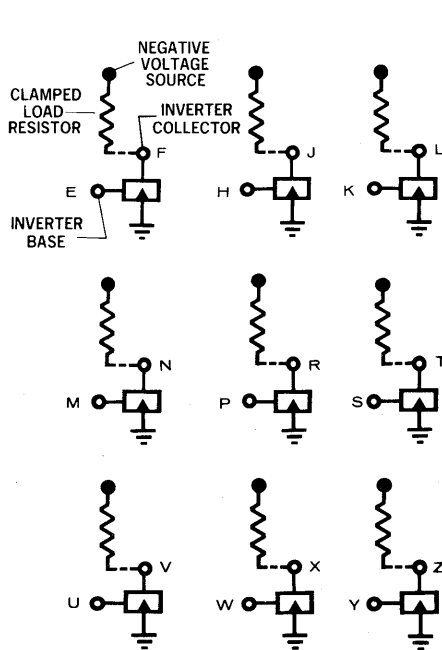 NEGATIVE
VOLTAGE
SOURCE
CLAMPED
LOAD
RESISTOR
INVERTER
COLLECTOR
F
J
L
E
H
K
INVERTER
BASE
N
R
T
M
P
S
V
X
Z
U
W
Y